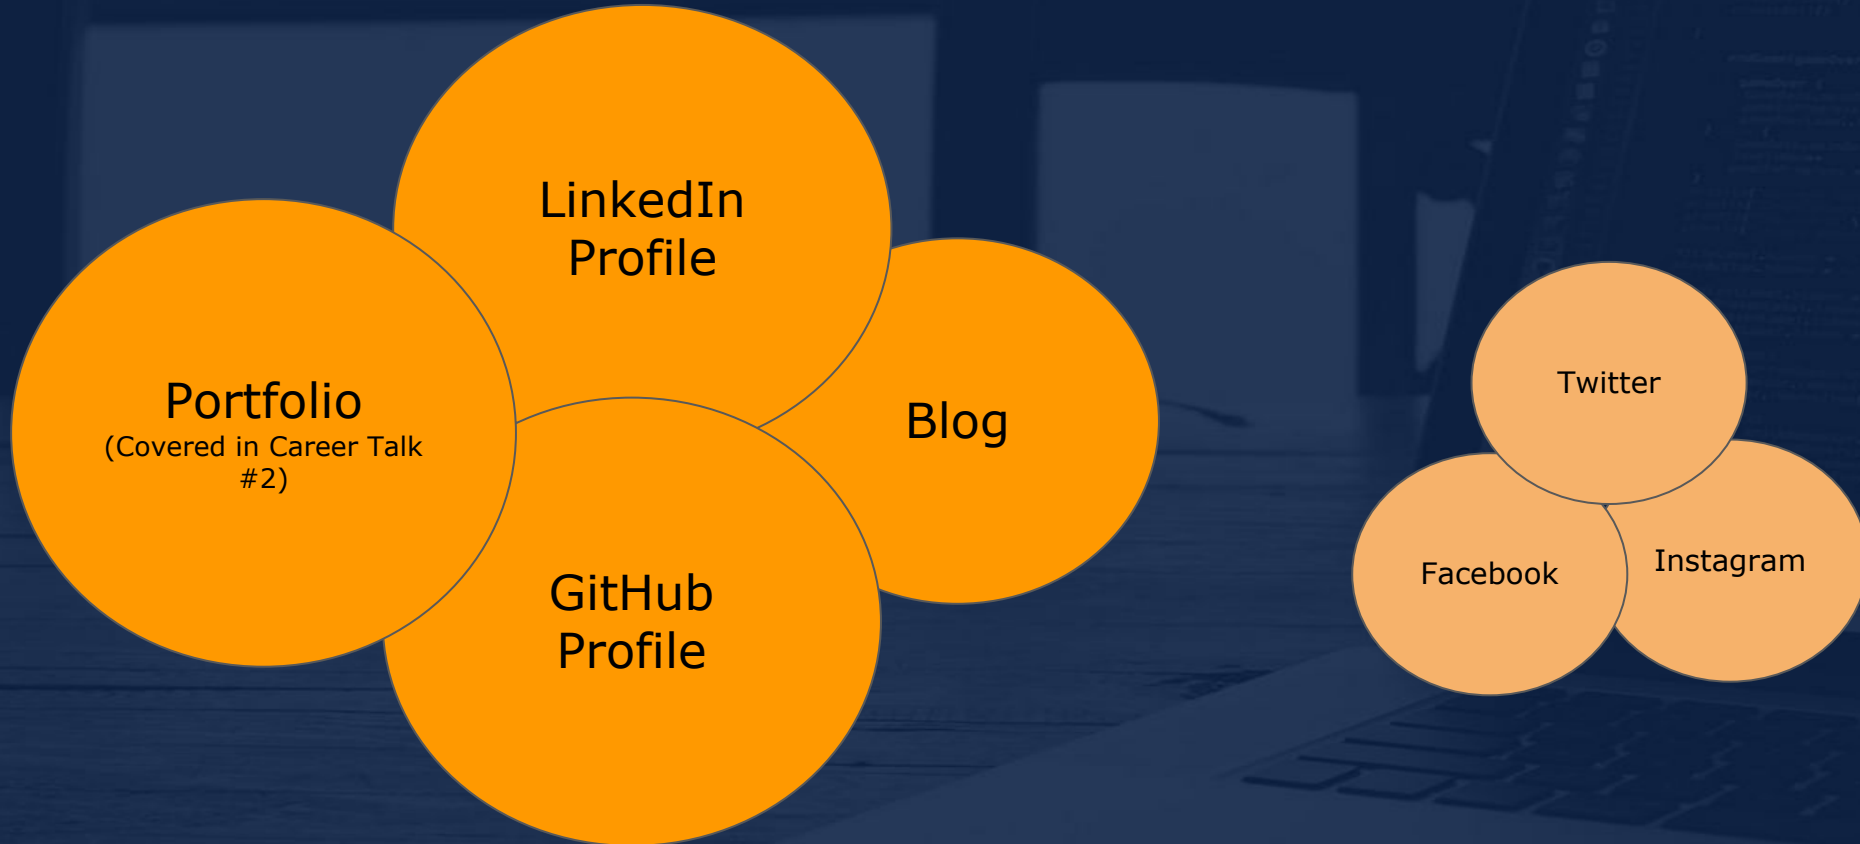 LinkedIn
Profile
Portfolio
(Covered in Career Talk
#2)
Blog
GitHub
Profile
Twitter
Facebook
Instagram